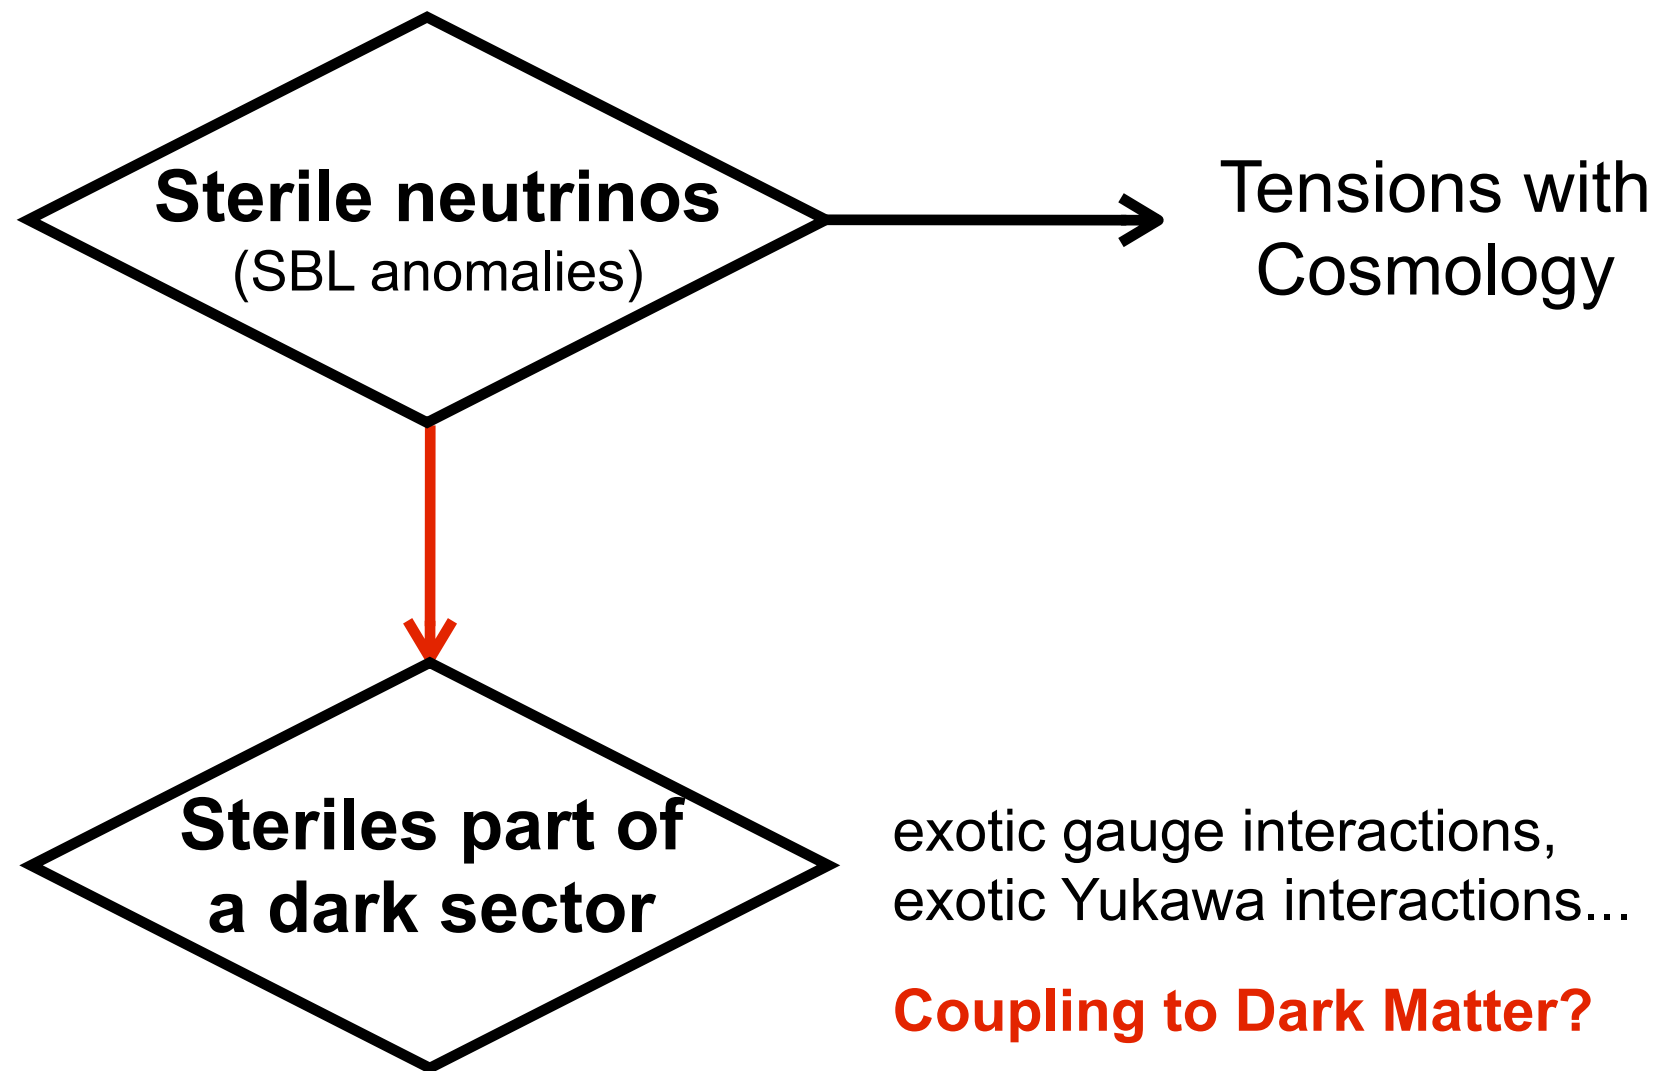 Sterile neutrinos
(SBL anomalies)
Tensions with
Cosmology
Steriles part of
a dark sector
exotic gauge interactions,
exotic Yukawa interactions...
Coupling to Dark Matter?